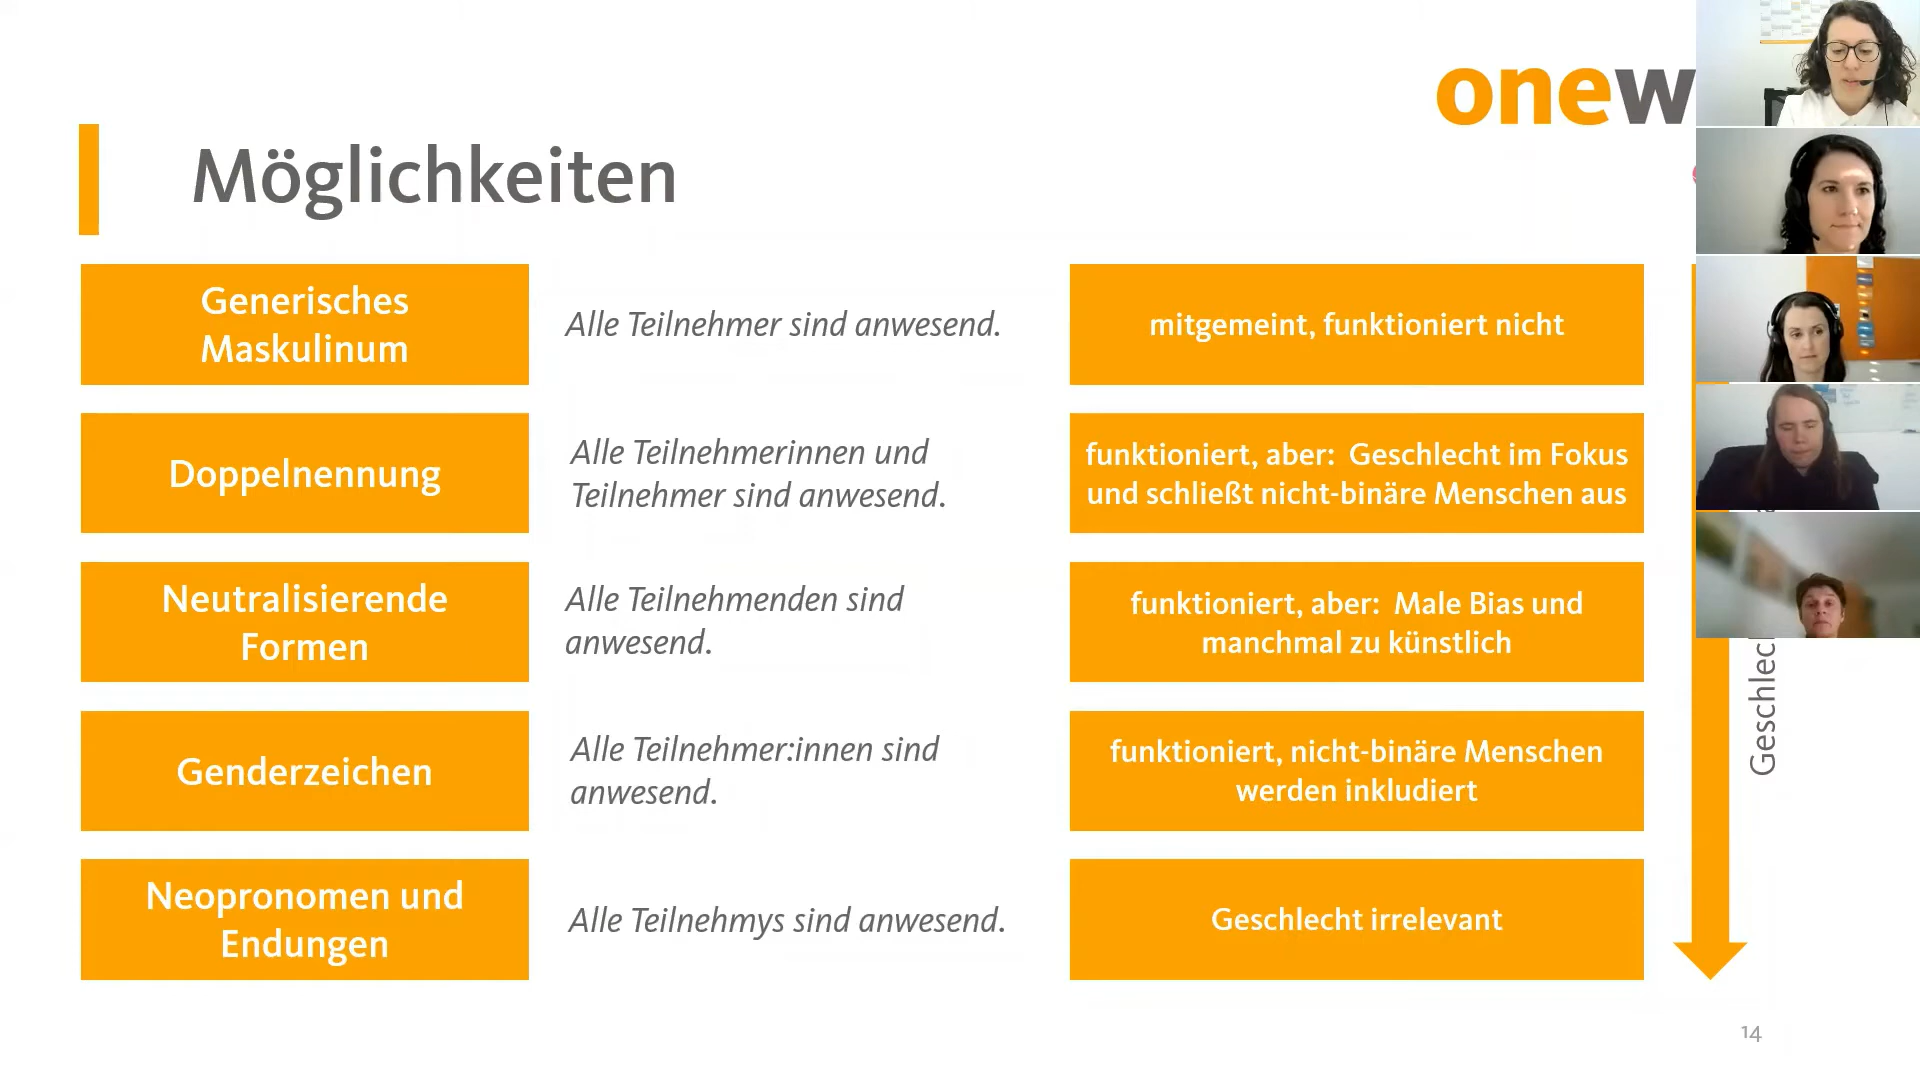 onew
Möglichkeiten
Generisches
Maskulinum
Alle Teilnehmer sind anwesend.
mitgemeint, funktioniert nicht
Doppelnennung
Alle Teilnehmerinnen und
Teilnehmer sind anwesend.
funktioniert, aber: Geschlecht im Fokus
und schließt nicht-binäre Menschen aus
Neutralisierende
Formen
Alle Teilnehmenden sind
anwesend.
funktioniert, aber: Male Bias und
manchmal zu künstlich
Genderzeichen
Alle Teilnehmer:innen sind
anwesend.
funktioniert, nicht-binäre Menschen
werden inkludiert
Neopronomen und
Endungen
Alle Teilnehmys sind anwesend.
Geschlecht irrelevant
14